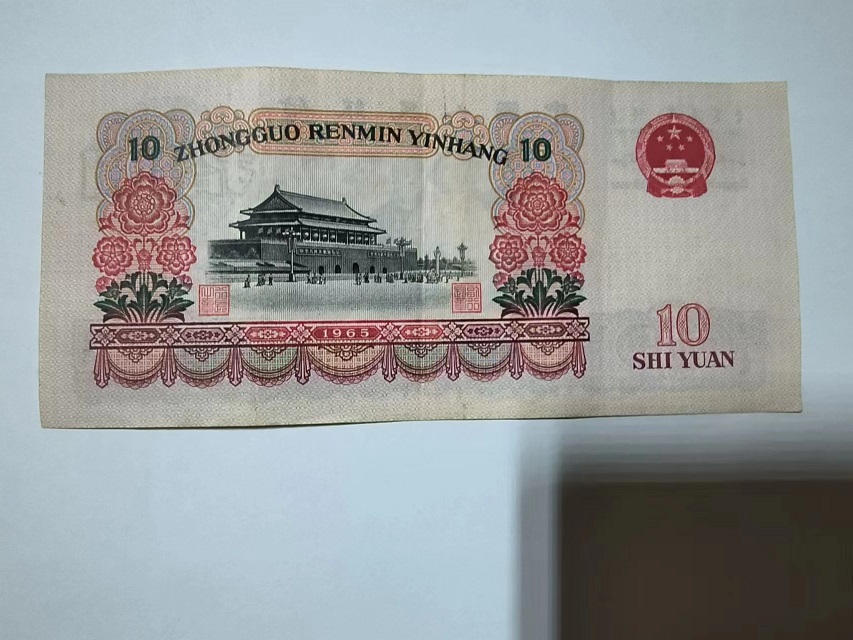 10 ZHONGGUO RENMIN YINHANG 10
1965
10
SHI YUAN